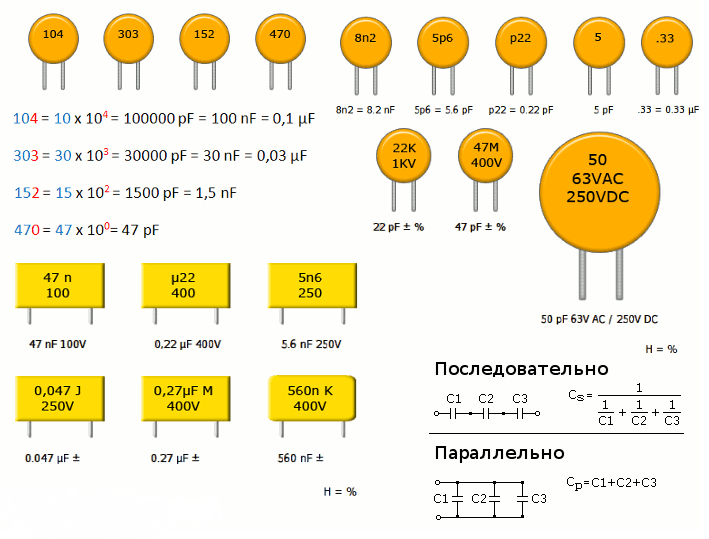 104 303 152 470
8n2 5p6 p22 5 .33
8n2 = 8.2 nF 5p6 = 5.6 pF p22 = 0.22 pF 5 pF .33 = 0.33 µF
104 = 10 x 10⁴ = 100000 pF = 100 nF = 0,1 µF
303 = 30 x 10³ = 30000 pF = 30 nF = 0,03 µF
152 = 15 x 10² = 1500 pF = 1,5 nF
470 = 47 x 10⁰= 47 pF
22K
1KV
47M
400V
22 pF ± % 47 pF ± %
50
63VAC
250VDC
50 pF 63V AC / 250V DC
H = %
47 n
100
µ22
400
5n6
250
47 nF 100V 0,22 µF 400V 5.6 nF 250V
0,047 J
250V
0,27µF M
400V
560n K
400V
0.047 µF ± 0.27 µF ± 560 nF ±
H = %
Последовательно
C1 C2 C3
Cs= 1
1 1 1
+ +
C1 C2 C3
Параллельно
C1 C2 C3
Cp=C1+C2+C3